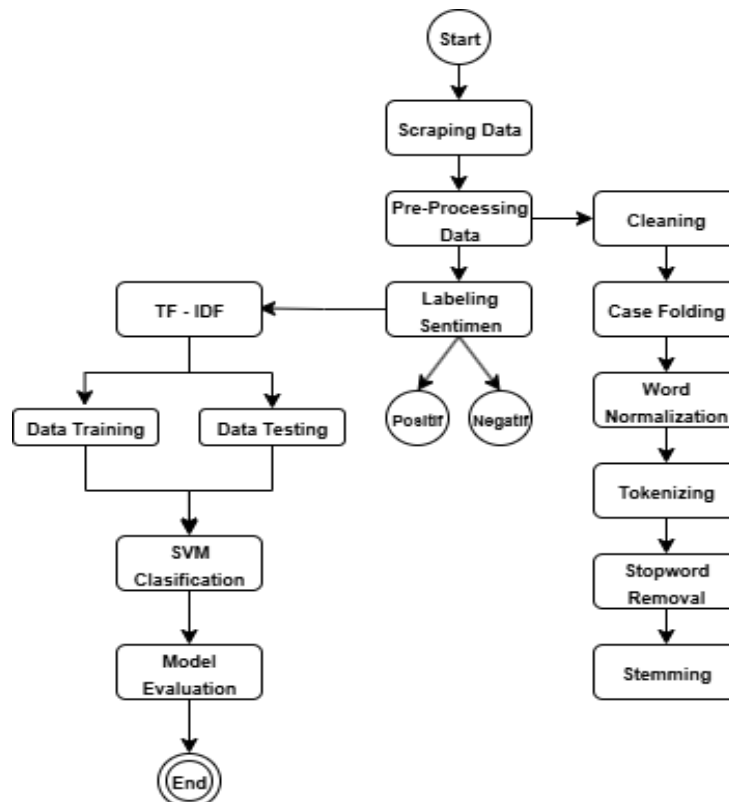 Start
Scraping Data
Pre-Processing
Data
Cleaning
TF - IDF
Labeling
Sentimen
Case Folding
Positif
Negatif
Word
Normalization
Data Training
Data Testing
Tokenizing
SVM
Clasification
Stopword
Removal
Model
Evaluation
Stemming
End